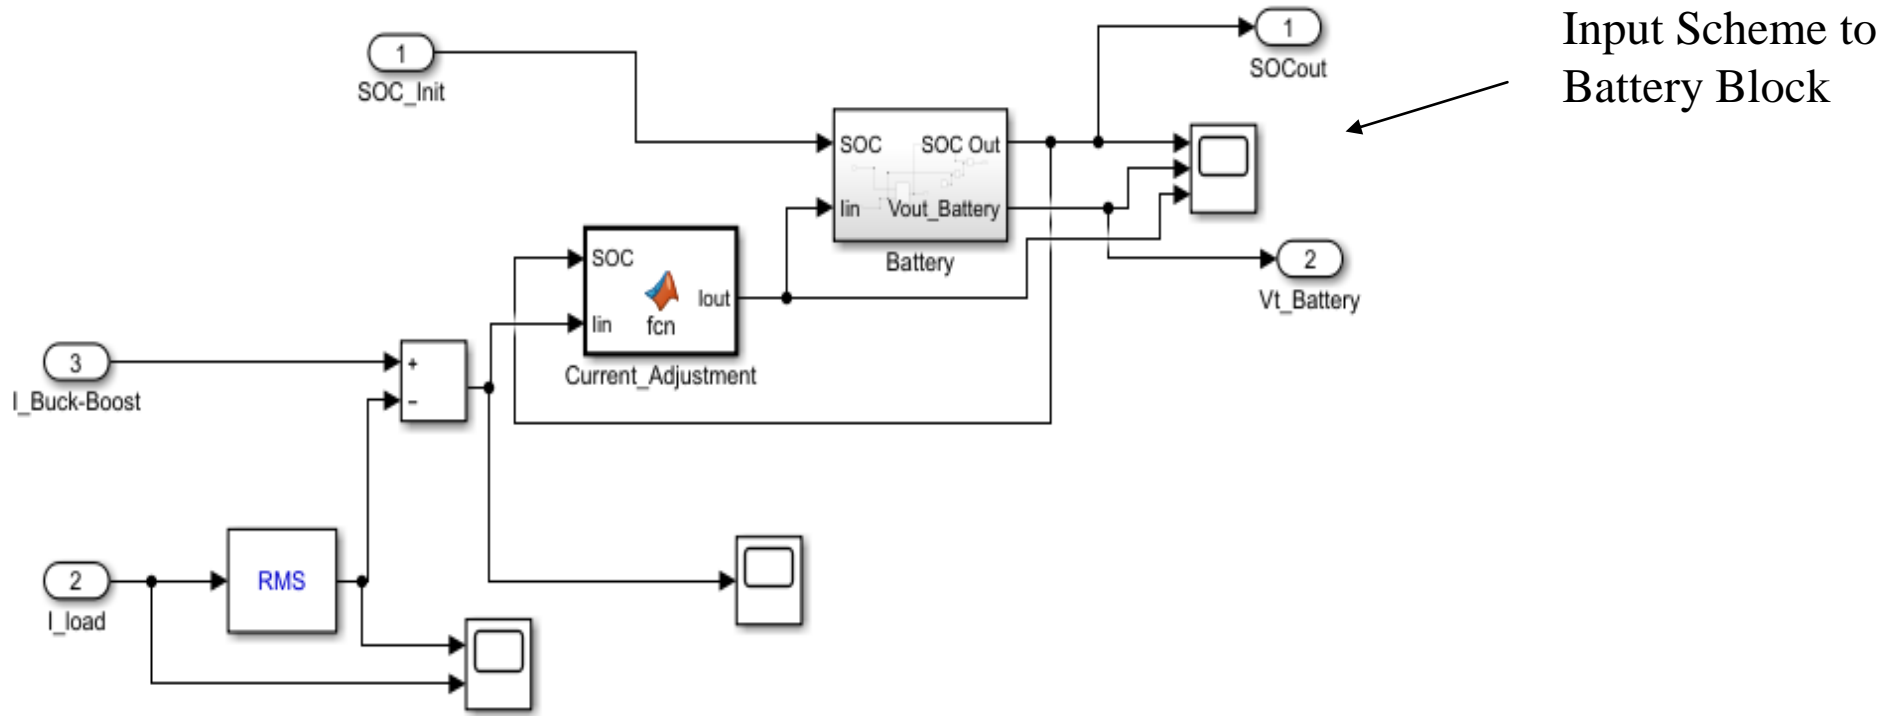 Input Scheme to
Battery Block
1
SOC_Init
1
SOCout
SOC
SOC Out
Iin
Vout_Battery
Battery
2
Vt_Battery
SOC
Iin
fcn
Iout
Current_Adjustment
3
I_Buck-Boost
+
−
2
I_load
RMS